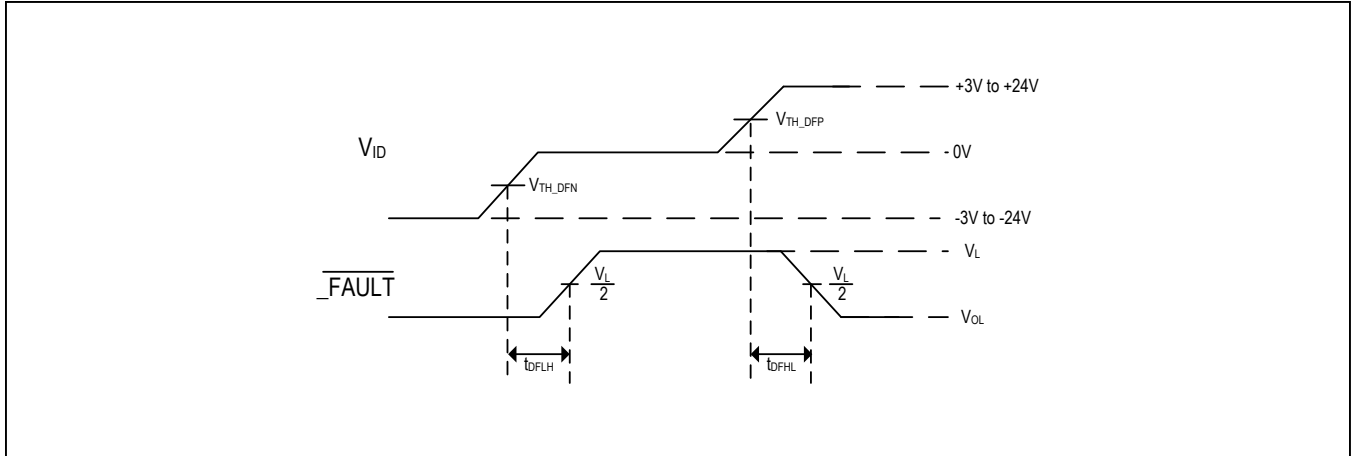 +3V to +24V
VTH_DFP
VID
0V
VTH_DFN
-3V to -24V
VL
_FAULT
VL
2
VL
2
VOL
tDFLH
tDFHL